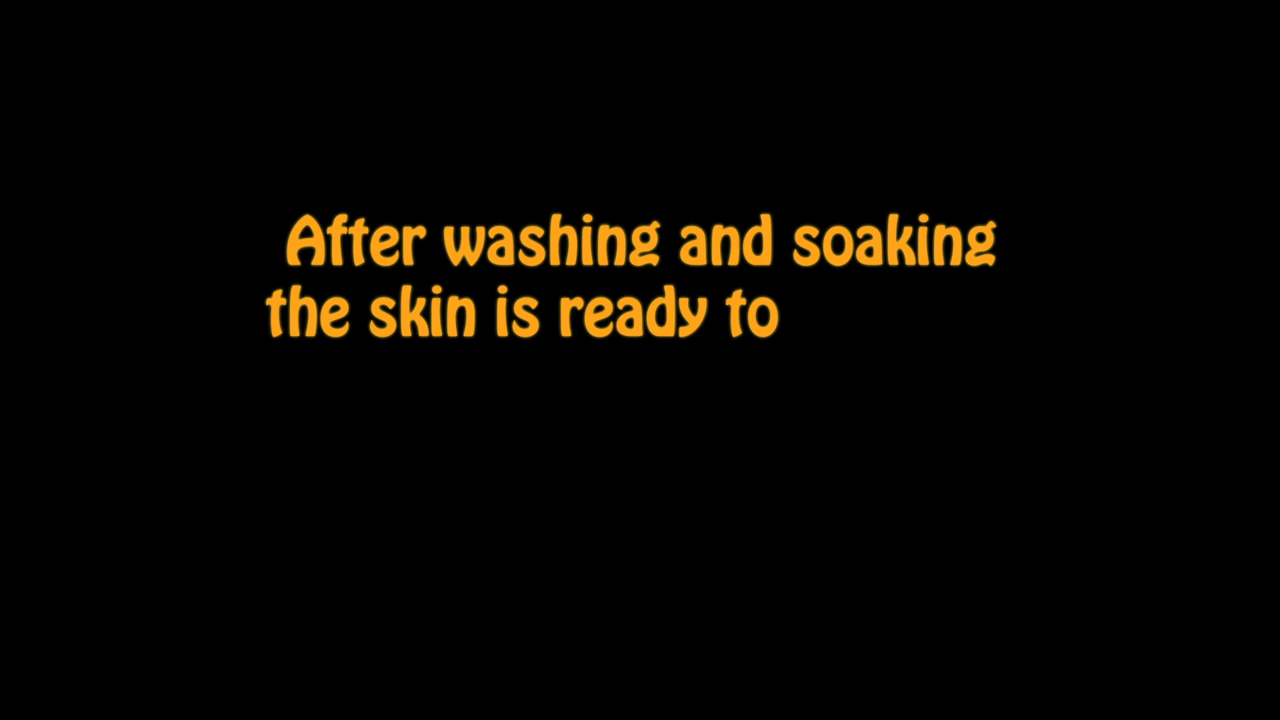 After washing and soaking
the skin is ready to